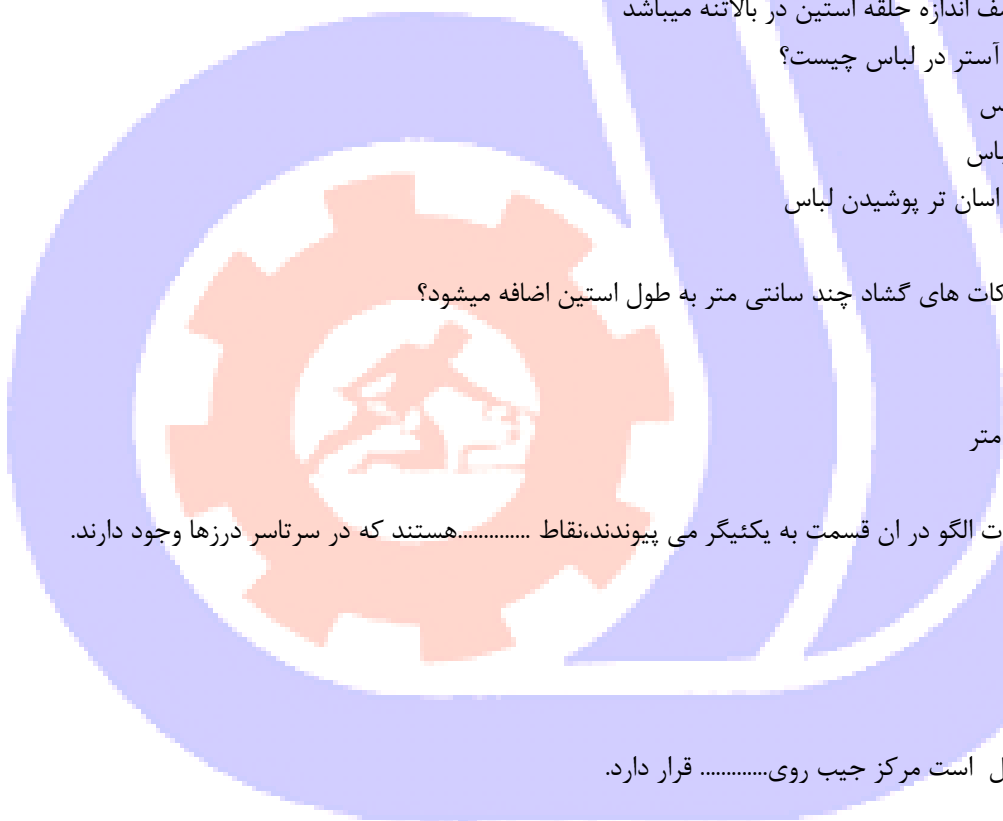 اندازه حلقه استین در بالاتنه میباشد
آستر در لباس چیست؟
اسان تر پوشیدن لباس
های گشاد چند سانتی متر به طول استین اضافه میشود؟
متر
الگو در ان قسمت به یکئیگر می پیوندند،نقاط .............هستند که در سرتاسر درزها وجود دارند.
است مرکز جیب روی............. قرار دارد.